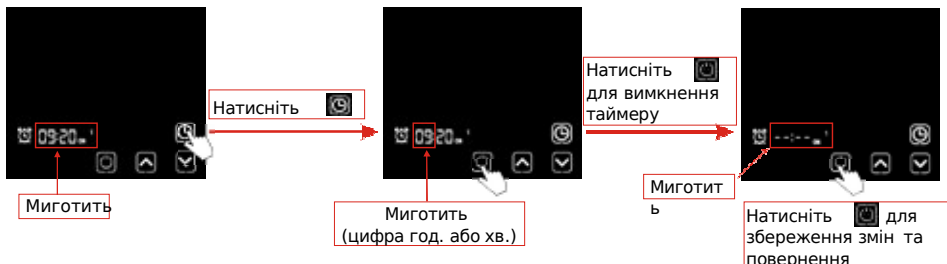 09:20
Натисніть
Миготить
09:20
Миготить
(цифра год. або хв.)
Натисніть
для вимкнення
таймеру
--:--
Миготит
ь
Натисніть для
збереження змін та
повернення